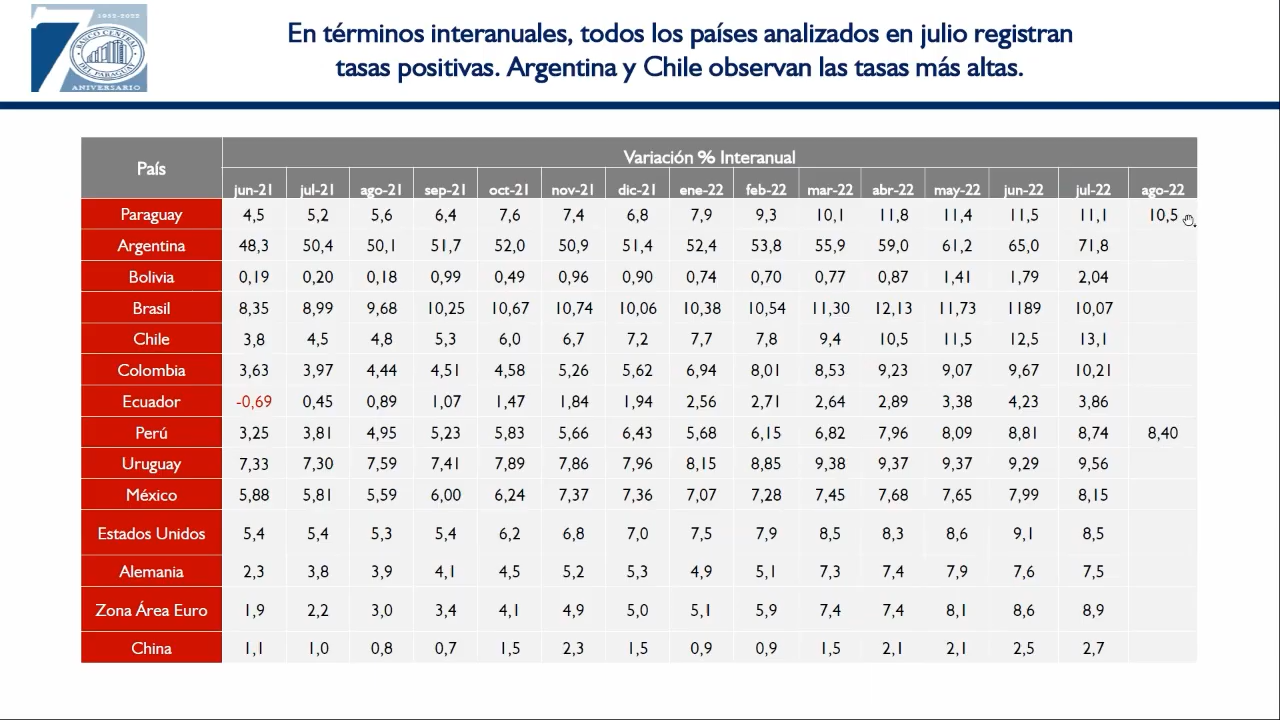 1952-2022
BANCO CENTRAL DEL PARAGUAY
ANIVERSARIO
En términos interanuales, todos los países analizados en julio registran
tasas positivas. Argentina y Chile observan las tasas más altas.
País Variación % Interanual
jun-21 jul-21 ago-21 sep-21 oct-21 nov-21 dic-21 ene-22 feb-22 mar-22 abr-22 may-22 jun-22 jul-22 ago-22
Paraguay 4,5 5,2 5,6 6,4 7,6 7,4 6,8 7,9 9,3 10,1 11,8 11,4 11,5 11,1 10,5
Argentina 48,3 50,4 50,1 51,7 52,0 50,9 51,4 52,4 53,8 55,9 59,0 61,2 65,0 71,8
Bolivia 0,19 0,20 0,18 0,99 0,49 0,96 0,90 0,74 0,70 0,77 0,87 1,41 1,79 2,04
Brasil 8,35 8,99 9,68 10,25 10,67 10,74 10,06 10,38 10,54 11,30 12,13 11,73 1189 10,07
Chile 3,8 4,5 4,8 5,3 6,0 6,7 7,2 7,7 7,8 9,4 10,5 11,5 12,5 13,1
Colombia 3,63 3,97 4,44 4,51 4,58 5,26 5,62 6,94 8,01 8,53 9,23 9,07 9,67 10,21
Ecuador -0,69 0,45 0,89 1,07 1,47 1,84 1,94 2,56 2,71 2,64 2,89 3,38 4,23 3,86
Perú 3,25 3,81 4,95 5,23 5,83 5,66 6,43 5,68 6,15 6,82 7,96 8,09 8,81 8,74 8,40
Uruguay 7,33 7,30 7,59 7,41 7,89 7,86 7,96 8,15 8,85 9,38 9,37 9,37 9,29 9,56
México 5,88 5,81 5,59 6,00 6,24 7,37 7,36 7,07 7,28 7,45 7,68 7,65 7,99 8,15
Estados Unidos 5,4 5,4 5,3 5,4 6,2 6,8 7,0 7,5 7,9 8,5 8,3 8,6 9,1 8,5
Alemania 2,3 3,8 3,9 4,1 4,5 5,2 5,3 4,9 5,1 7,3 7,4 7,9 7,6 7,5
Zona Área Euro 1,9 2,2 3,0 3,4 4,1 4,9 5,0 5,1 5,9 7,4 7,4 8,1 8,6 8,9
China 1,1 1,0 0,8 0,7 1,5 2,3 1,5 0,9 0,9 1,5 2,1 2,1 2,5 2,7